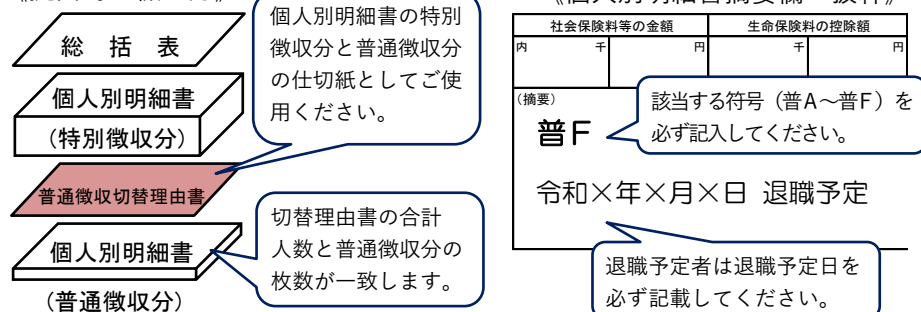 総括表
個人別明細書
(特別徴収分)
普通徴収切替理由書
個人別明細書
(普通徴収分)
個人別明細書の特別
徴収分と普通徴収分
の仕切紙としてご使
用ください。
切替理由書の合計
人数と普通徴収分の
枚数が一致します。
社会保険料等の金額 生命保険料の控除額
内 千 円 千 円
(摘要)
普F
該当する符号(普A~普F)を
必ず記入してください。
令和×年×月×日 退職予定
退職予定者は退職予定日を
必ず記載してください。